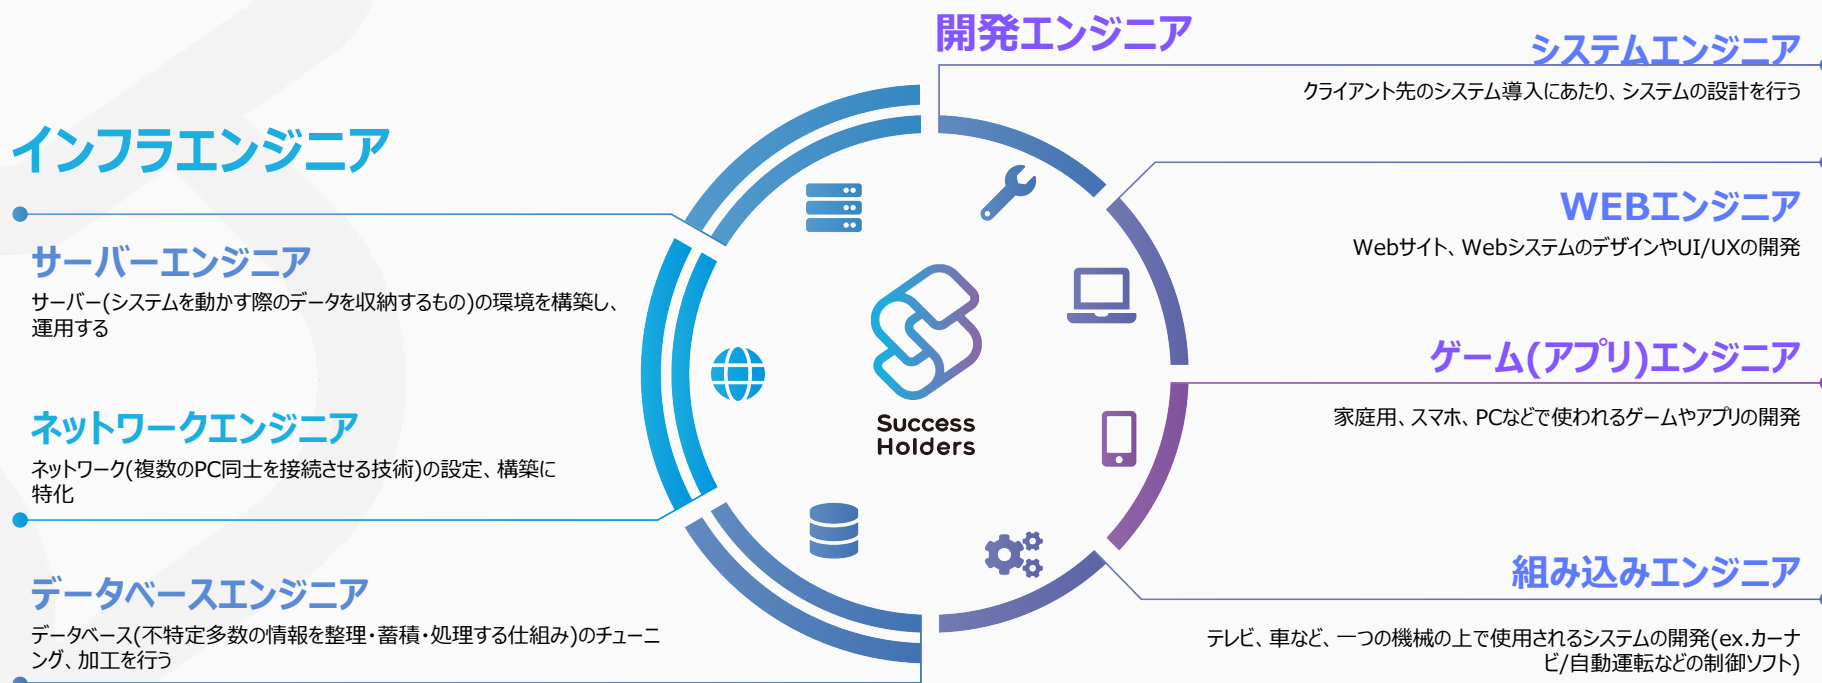 インフラエンジニア
サーバーエンジニア
サーバー(システムを動かす際のデータを収納するもの)の環境を構築し、
運用する
ネットワークエンジニア
ネットワーク(複数のPC同士を接続させる技術)の設定、構築に
特化
データベースエンジニア
データベース(不特定多数の情報を整理・蓄積・処理する仕組み)のチューニ
ング、加工を行う
Success
Holders
開発エンジニア
システムエンジニア
クライアント先のシステム導入にあたり、システムの設計を行う
WEBエンジニア
Webサイト、WebシステムのデザインやUI/UXの開発
ゲーム(アプリ)エンジニア
家庭用、スマホ、PCなどで使われるゲームやアプリの開発
組み込みエンジニア
テレビ、車など、一つの機械の上で使用されるシステムの開発(ex.カーナ
ビ/自動運転などの制御ソフト)